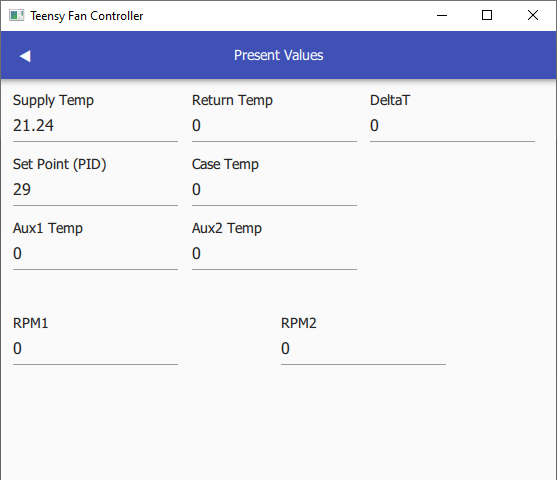 Teensy Fan Controller
Present Values
Supply Temp Return Temp DeltaT
21.24 0 0
Set Point (PID) Case Temp
29 0
Aux1 Temp Aux2 Temp
0 0
RPM1 RPM2
0 0